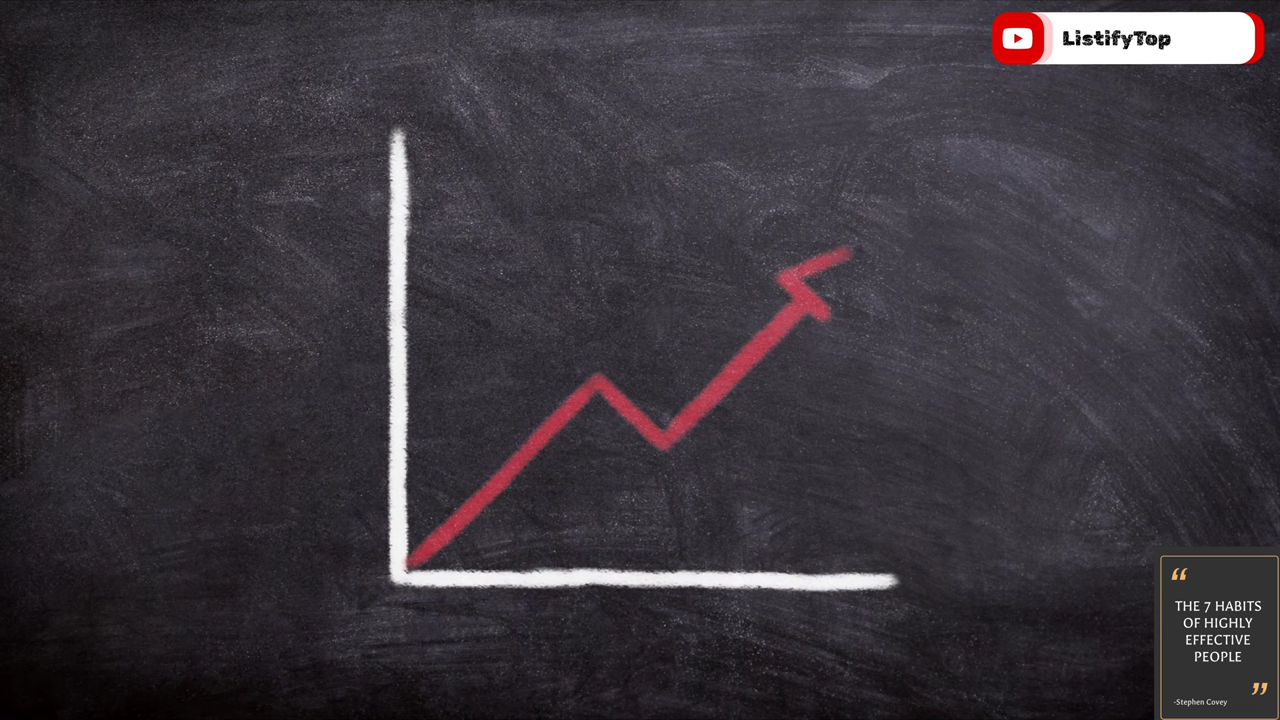 ListifyTop
“
THE 7 HABITS
OF HIGHLY
EFFECTIVE
PEOPLE
”
-Stephen Covey